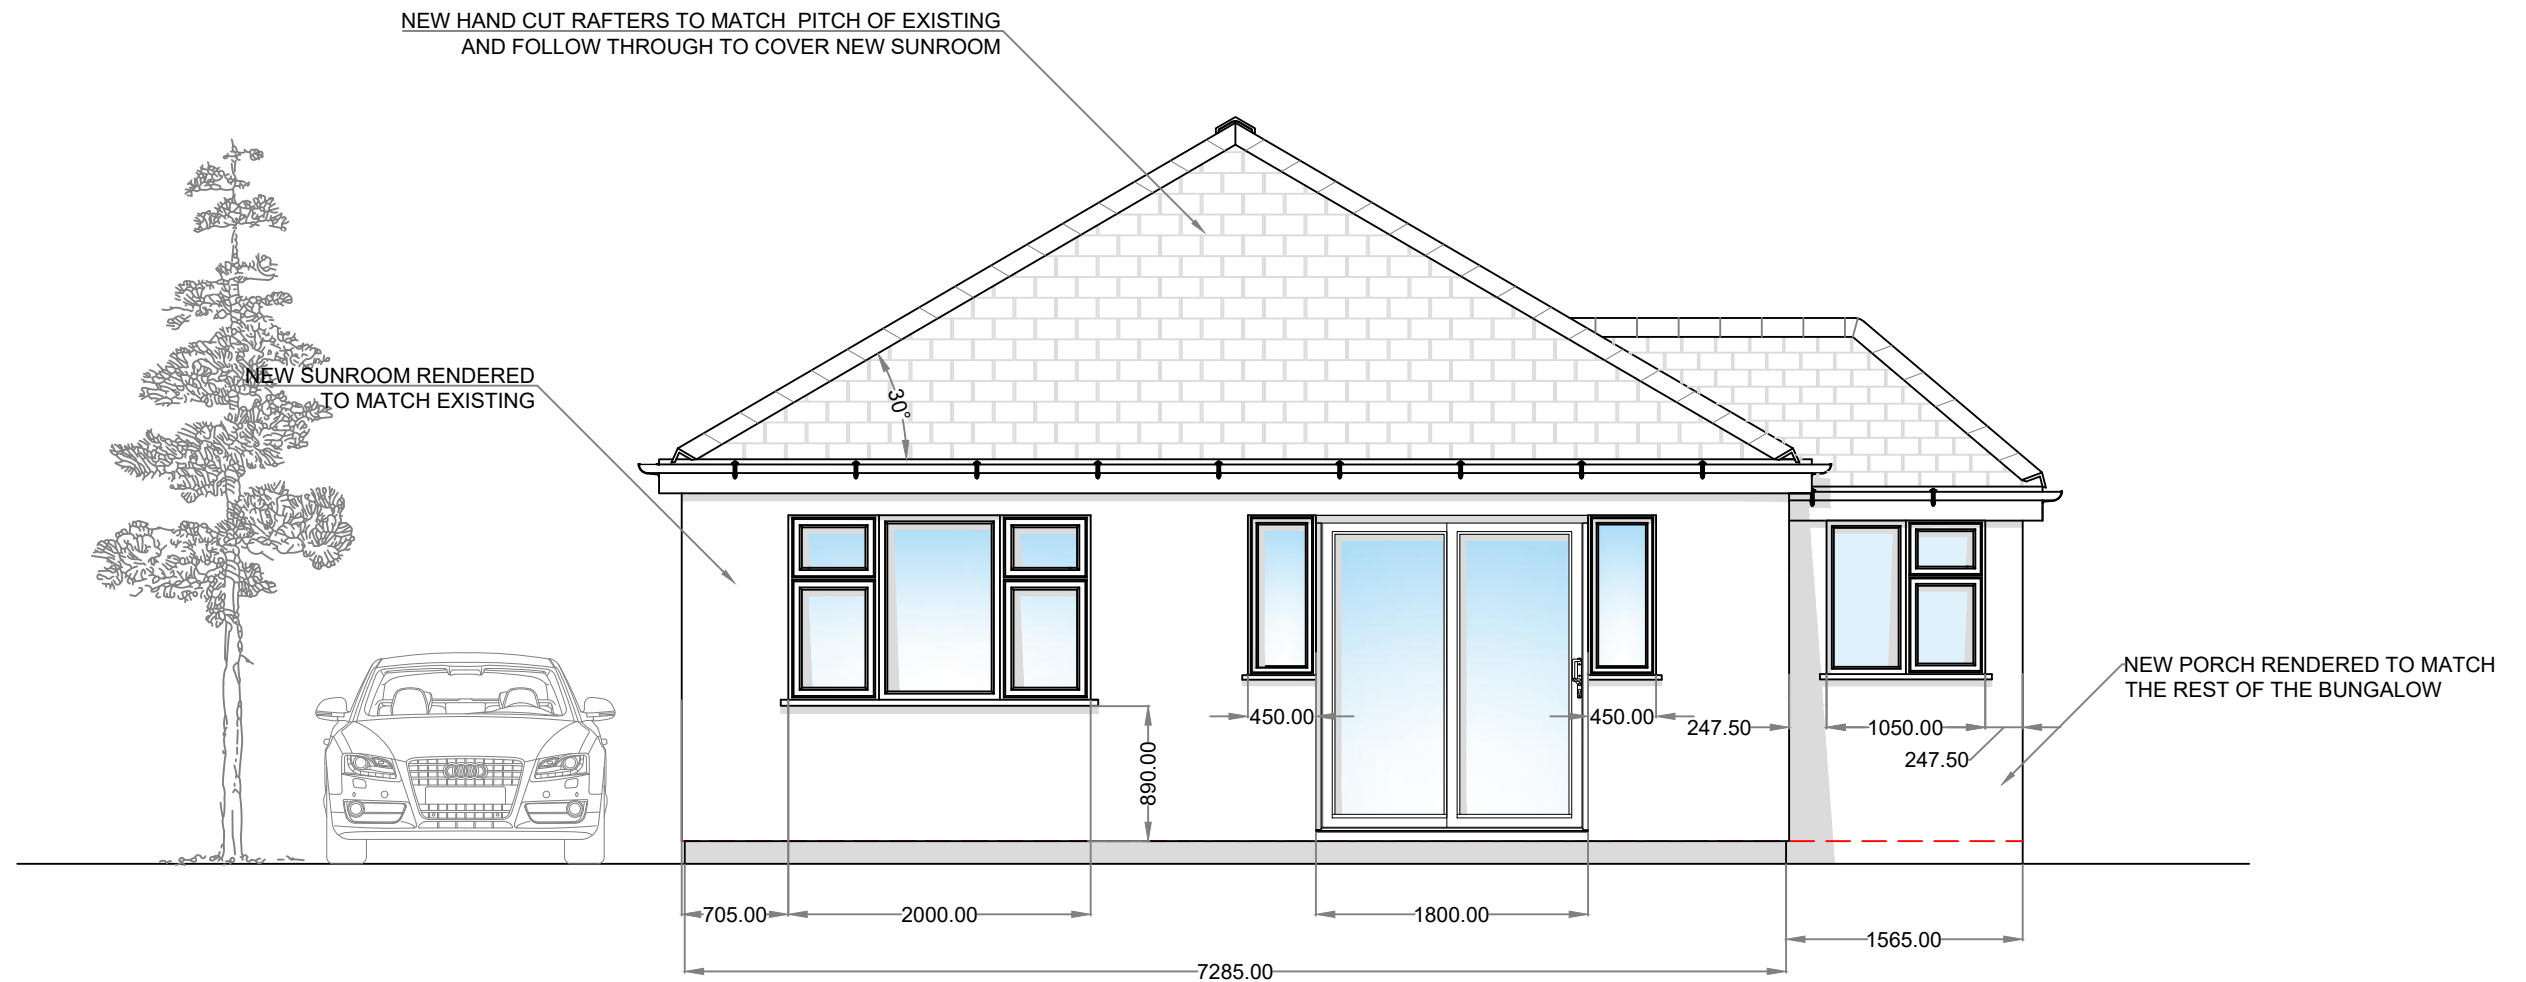 NEW HAND CUT RAFTERS TO MATCH PITCH OF EXISTING
AND FOLLOW THROUGH TO COVER NEW SUNROOM
NEW SUNROOM RENDERED
TO MATCH EXISTING
30°
NEW PORCH RENDERED TO MATCH
THE REST OF THE BUNGALOW
450.00
450.00
247.50
1050.00
247.50
890.00
705.00
2000.00
1800.00
1565.00
7285.00